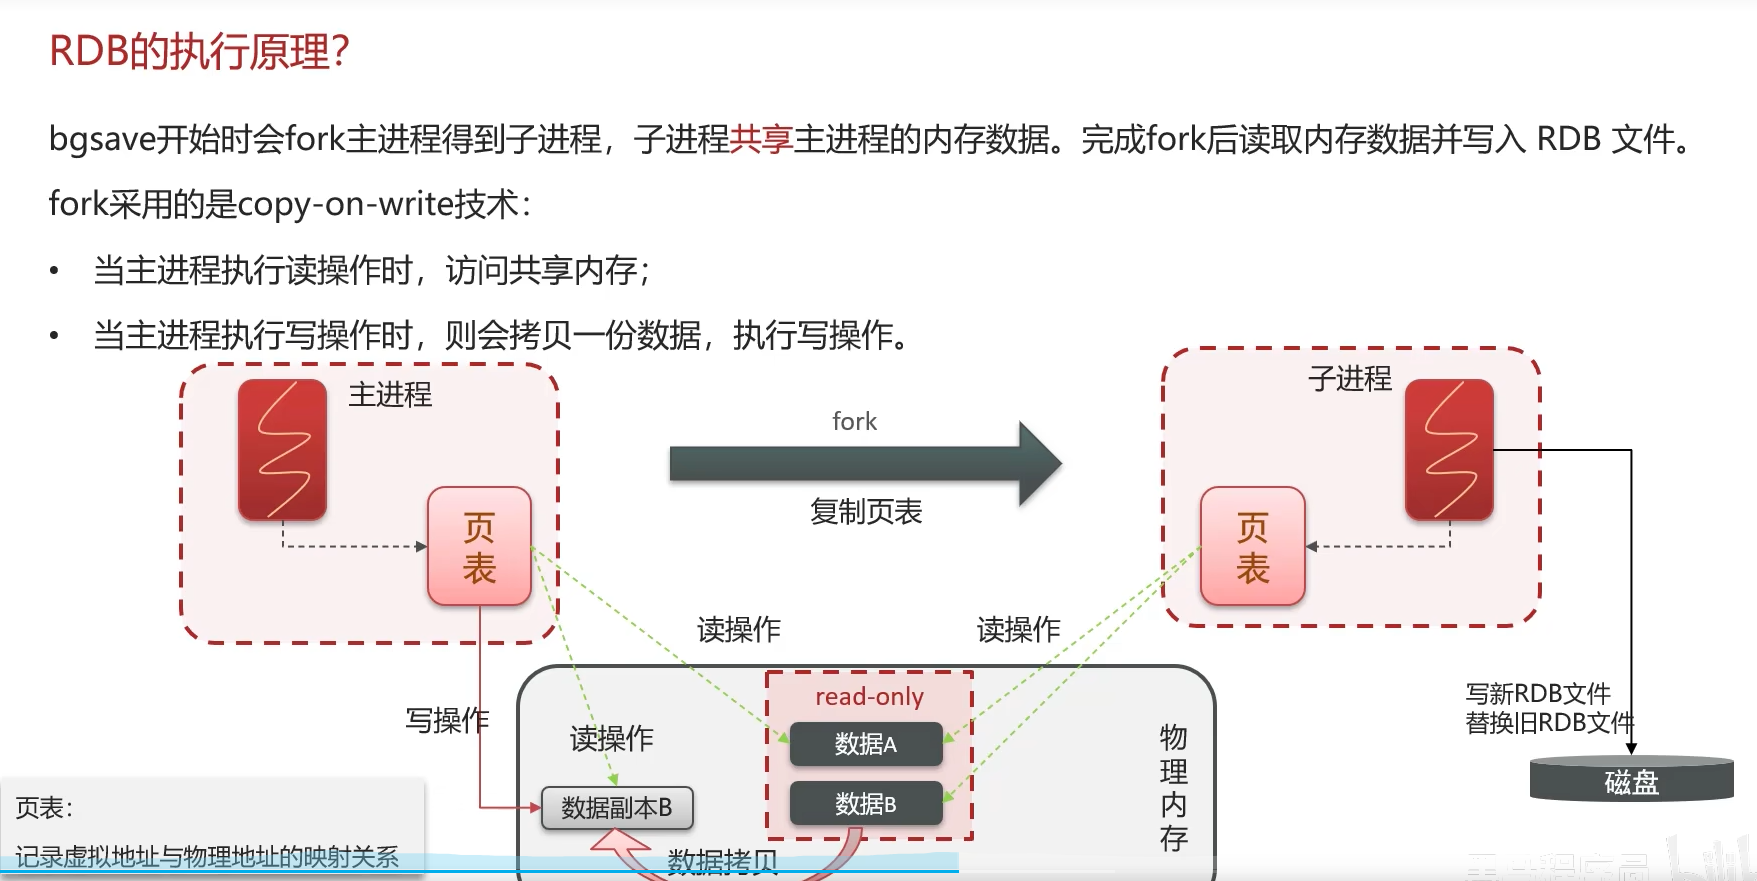 RDB的执行原理?
bgsave开始时会fork主进程得到子进程，子进程共享主进程的内存数据。完成fork后读取内存数据并写入 RDB 文件。
fork采用的是copy-on-write技术：
• 当主进程执行读操作时，访问共享内存；
• 当主进程执行写操作时，则会拷贝一份数据，执行写操作。
主进程
子进程
fork
复制页表
页表
页表
读操作
读操作
read-only
写操作
读操作
数据A
数据B
数据副本B
数据拷贝
物理内存
写新RDB文件
替换旧RDB文件
磁盘
页表：
记录虚拟地址与物理地址的映射关系